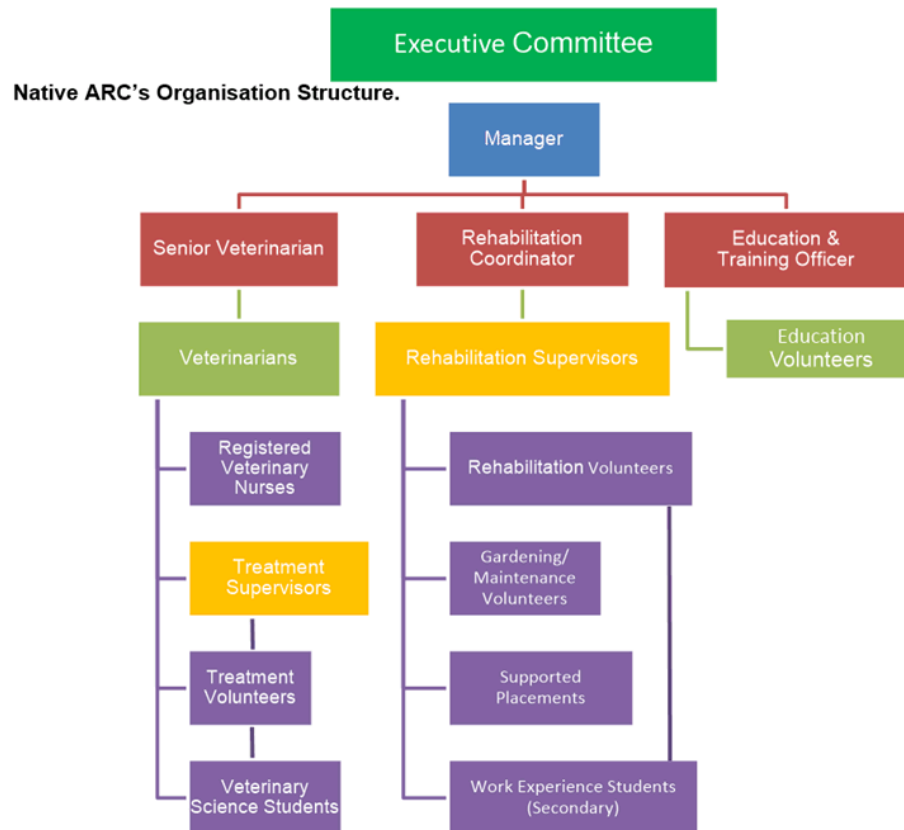 Executive Committee
Native ARC's Organisation Structure.
Manager
Senior Veterinarian
Rehabilitation
Coordinator
Education &
Training Officer
Veterinarians
Rehabilitation Supervisors
Education
Volunteers
Registered
Veterinary
Nurses
Rehabilitation Volunteers
Treatment
Supervisors
Gardening/
Maintenance
Volunteers
Treatment
Volunteers
Supported
Placements
Veterinary
Science Students
Work Experience Students
(Secondary)